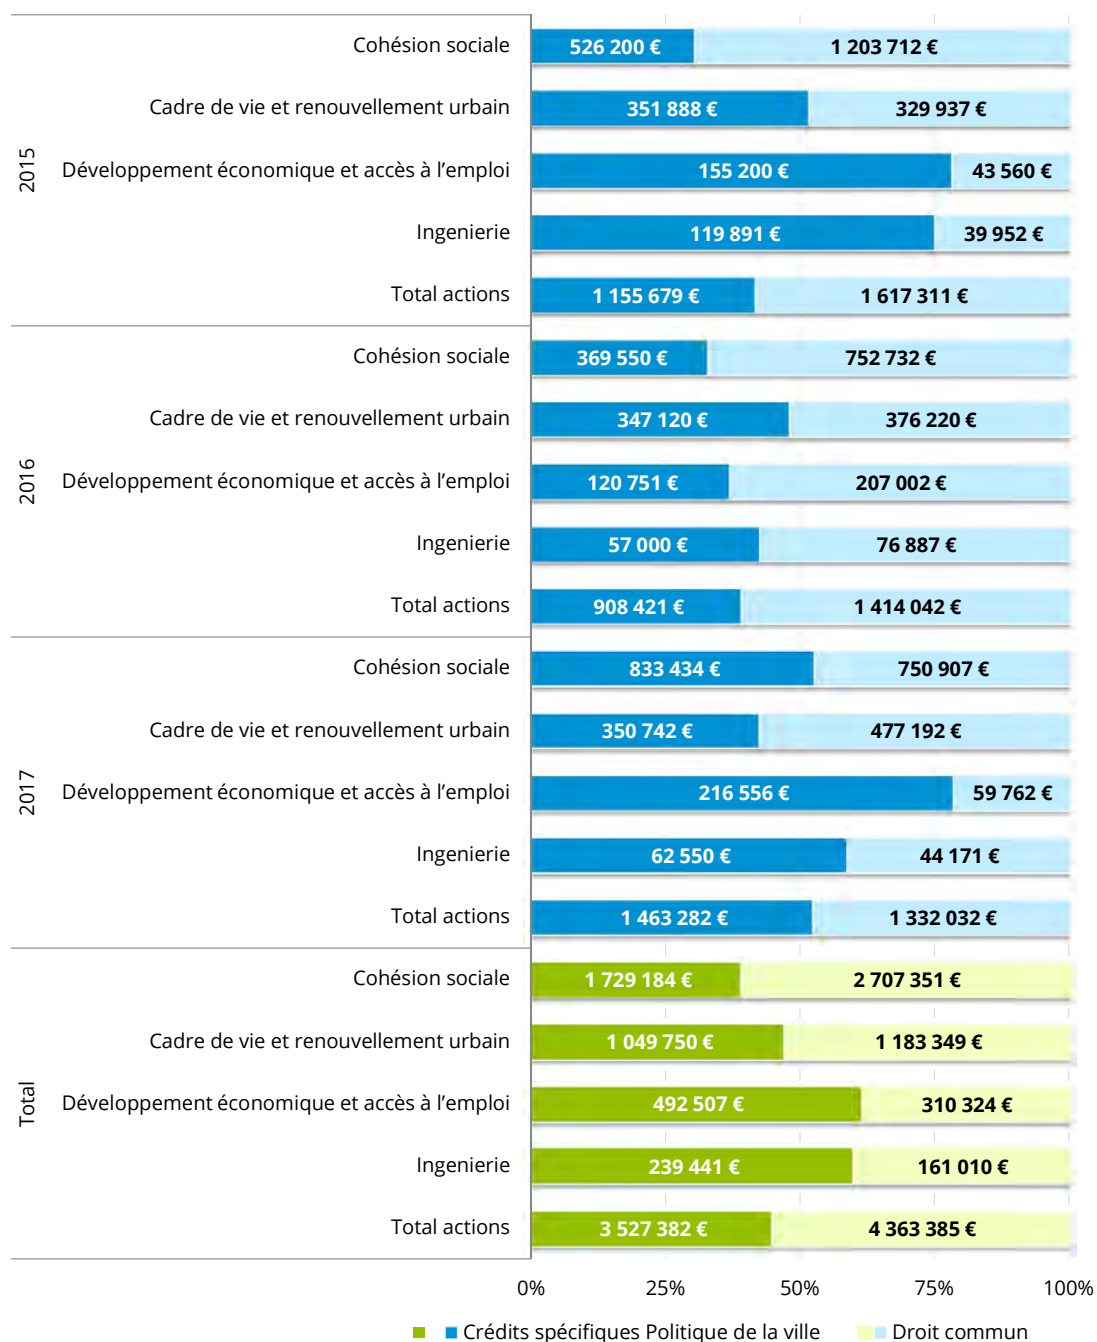 2015
Cohésion sociale 526 200 € 1 203 712 €
Cadre de vie et renouvellement urbain 351 888 € 329 937 €
Développement économique et accès à l’emploi 155 200 € 43 560 €
Ingenierie 119 891 € 39 952 €
Total actions 1 155 679 € 1 617 311 €
2016
Cohésion sociale 369 550 € 752 732 €
Cadre de vie et renouvellement urbain 347 120 € 376 220 €
Développement économique et accès à l’emploi 120 751 € 207 002 €
Ingenierie 57 000 € 76 887 €
Total actions 908 421 € 1 414 042 €
2017
Cohésion sociale 833 434 € 750 907 €
Cadre de vie et renouvellement urbain 350 742 € 477 192 €
Développement économique et accès à l’emploi 216 556 € 59 762 €
Ingenierie 62 550 € 44 171 €
Total actions 1 463 282 € 1 332 032 €
Total
Cohésion sociale 1 729 184 € 2 707 351 €
Cadre de vie et renouvellement urbain 1 049 750 € 1 183 349 €
Développement économique et accès à l’emploi 492 507 € 310 324 €
Ingenierie 239 441 € 161 010 €
Total actions 3 527 382 € 4 363 385 €
0% 25% 50% 75% 100%
Crédits spécifiques Politique de la ville Droit commun